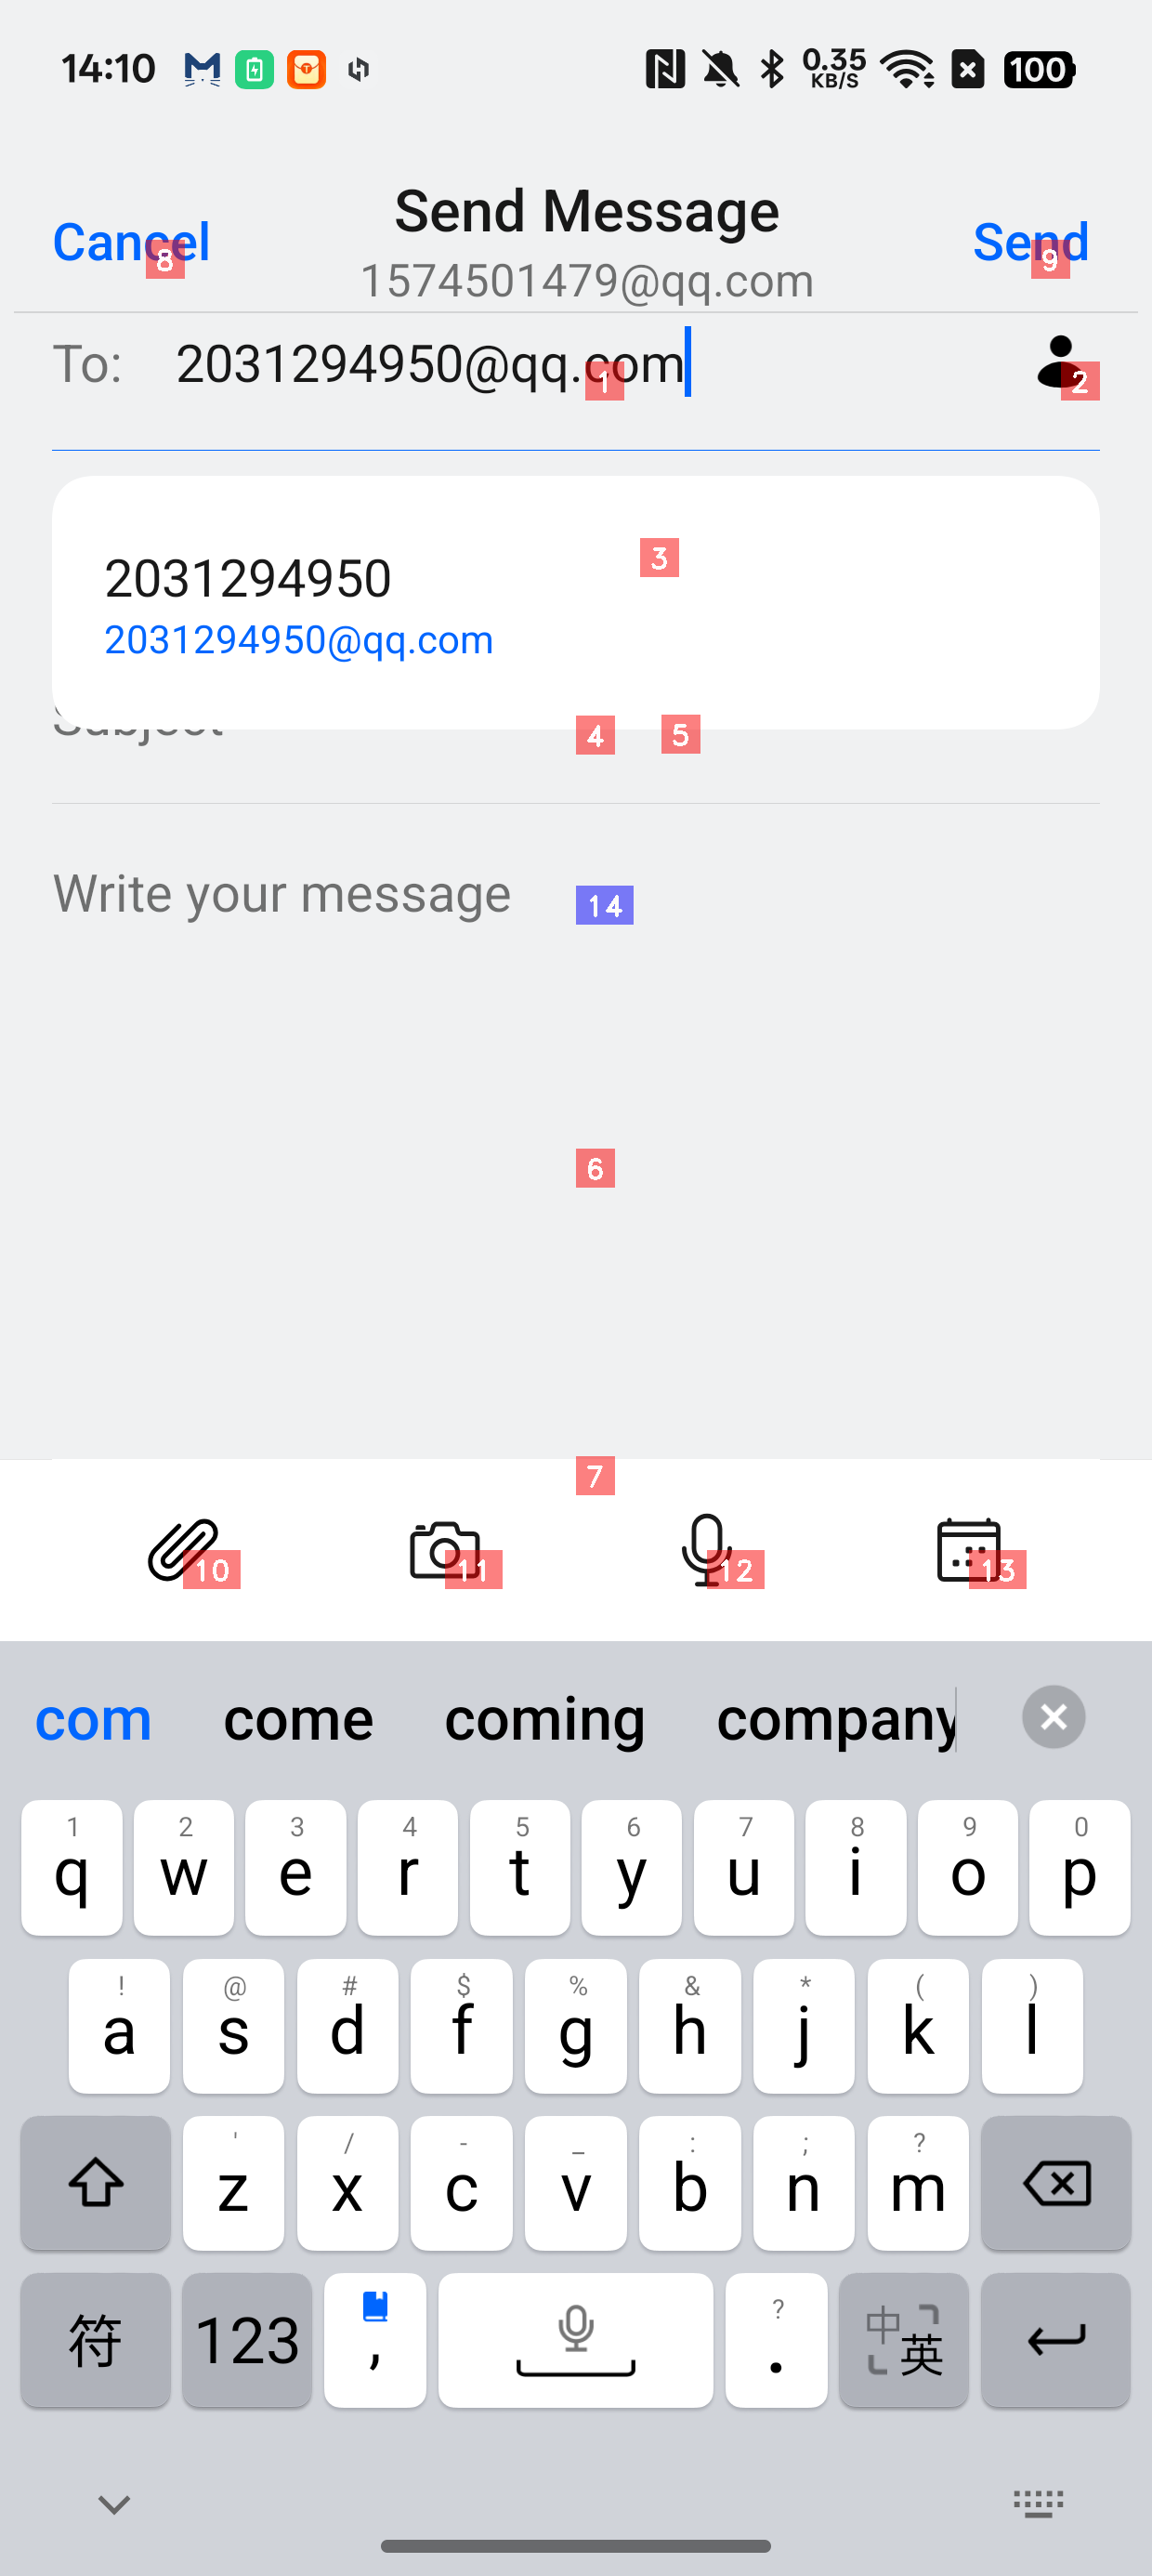 14:10 0.35 KB/S 100
Send Message
Cancel Send
8 9
1574501479@qq.com
To: 2031294950@qq.com
1 2
3
2031294950
2031294950@qq.com
Subject
4 5
Write your message
14
6
7
10 11 12 13
com come coming company
1 2 3 4 5 6 7 8 9 0
q w e r t y u i o p
! @ # $ % & * ( )
a s d f g h j k l
' / - _ : ; ?
z x c v b n m
符 123 , ? . 中 英